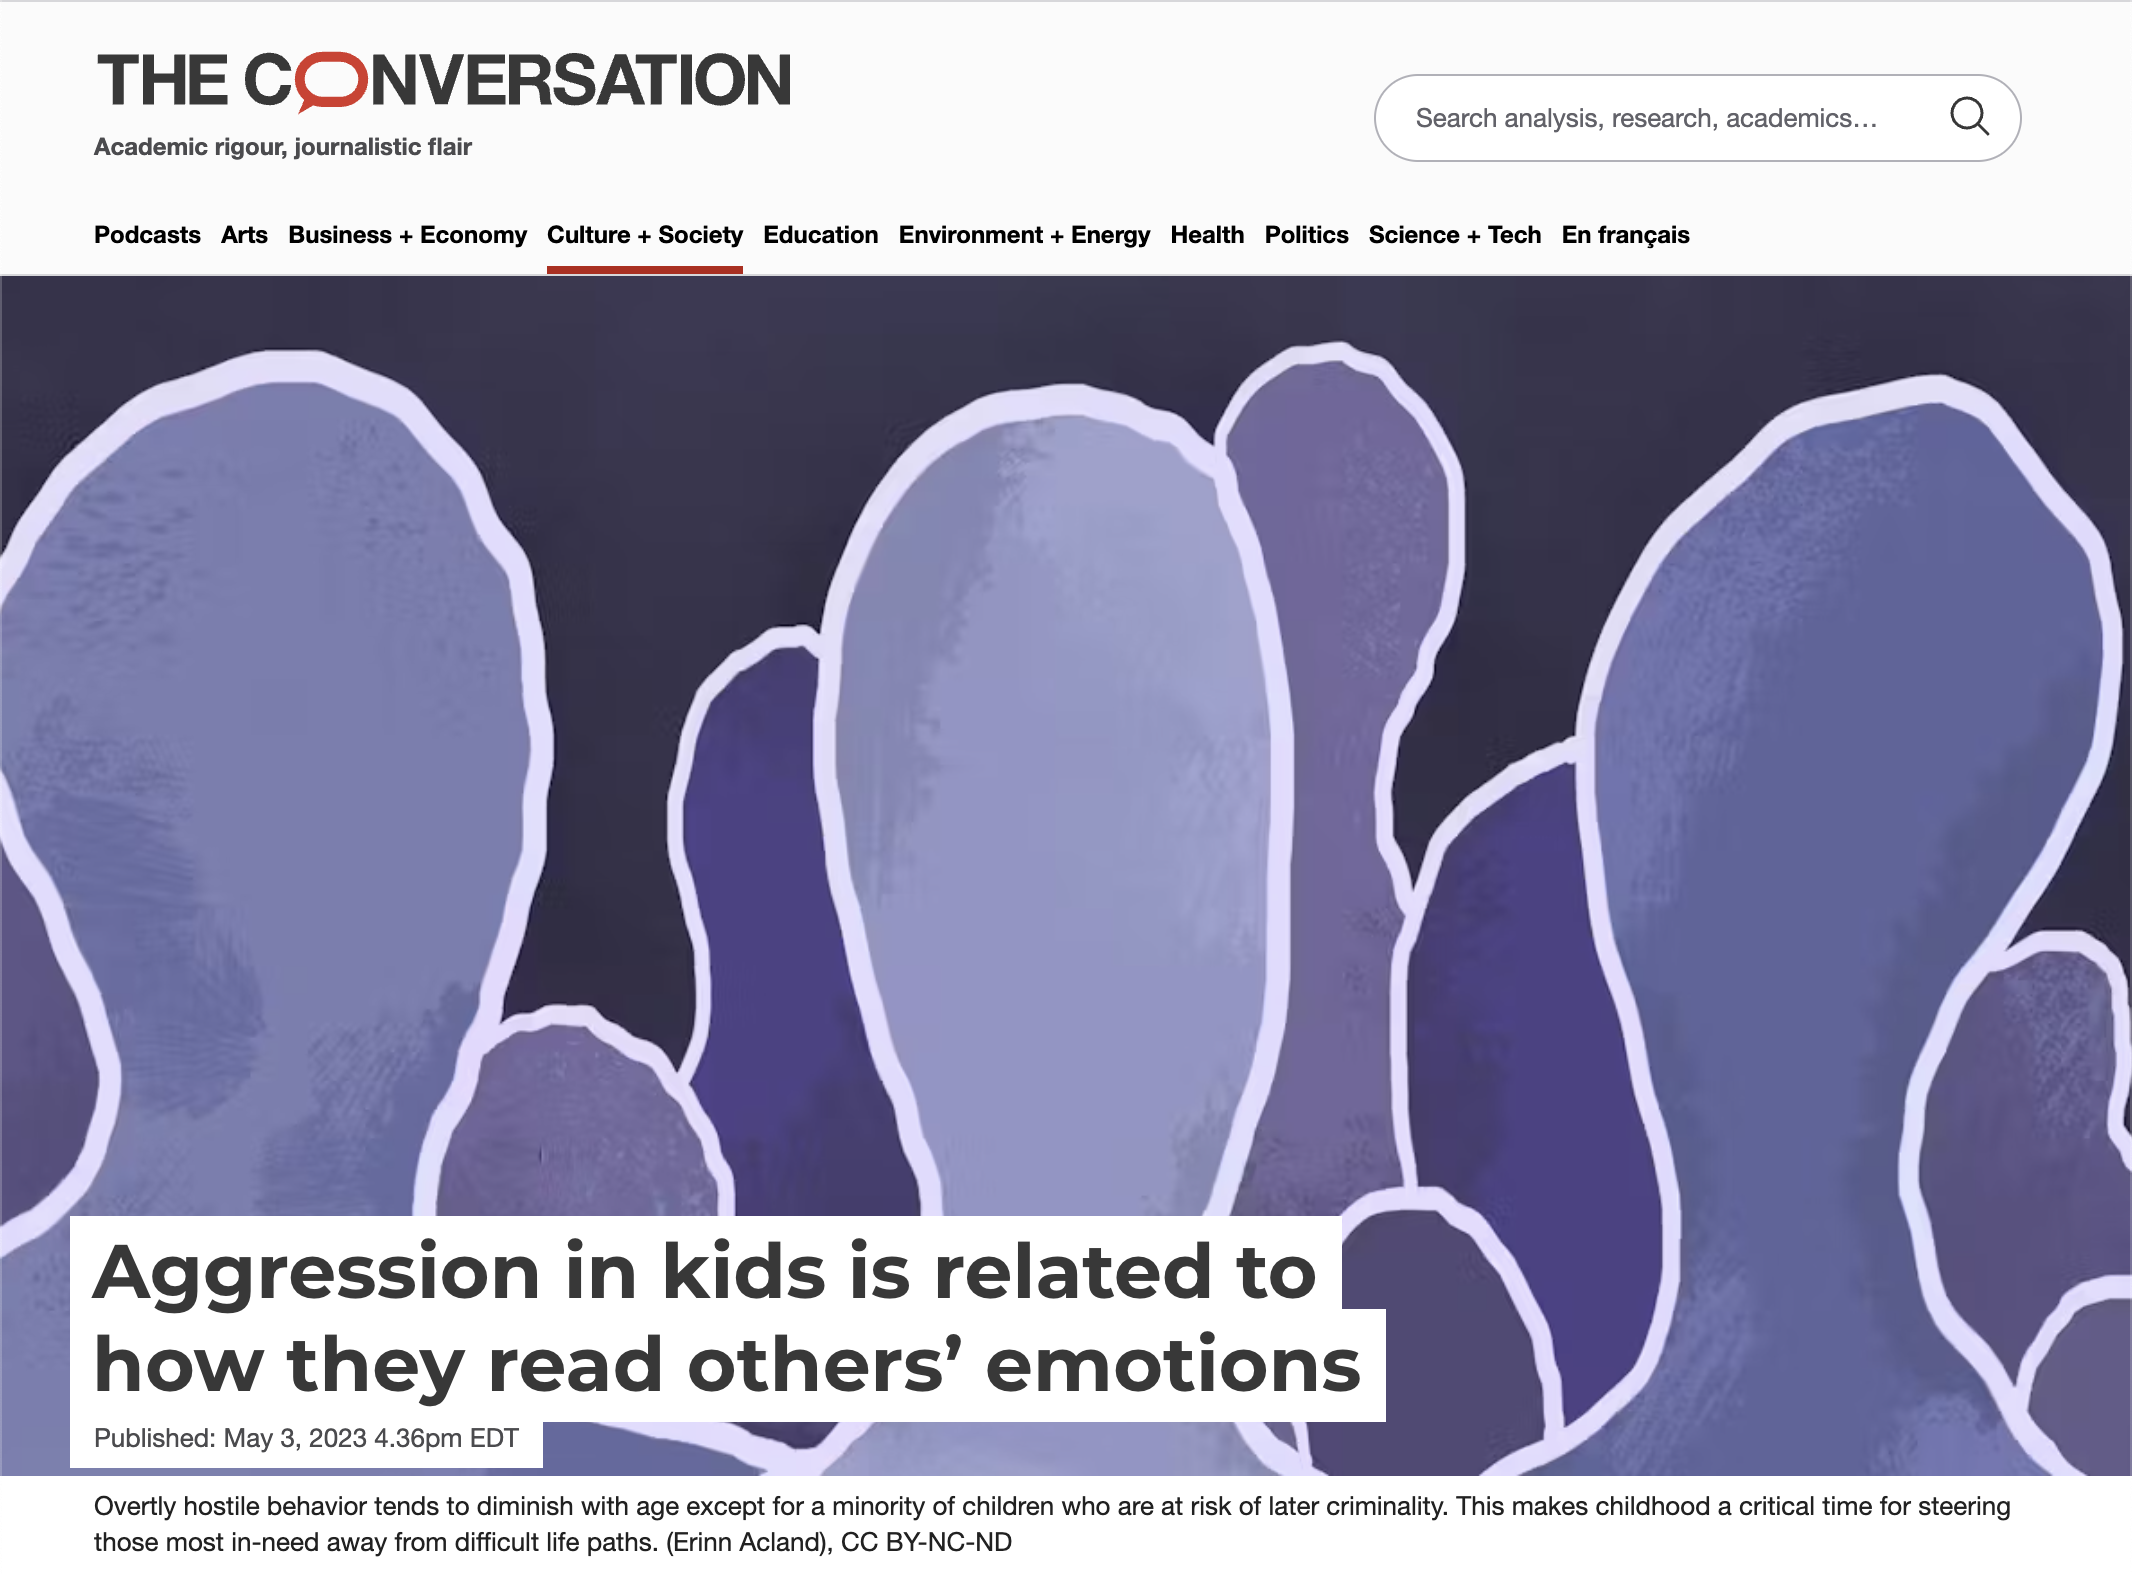 THE CONVERSATION
Academic rigour, journalistic flair
Search analysis, research, academics…
Podcasts Arts Business + Economy Culture + Society Education Environment + Energy Health Politics Science + Tech En français
Aggression in kids is related to
how they read others’ emotions
Published: May 3, 2023 4.36pm EDT
Overtly hostile behavior tends to diminish with age except for a minority of children who are at risk of later criminality. This makes childhood a critical time for steering
those most in-need away from difficult life paths. (Erinn Acland), CC BY-NC-ND